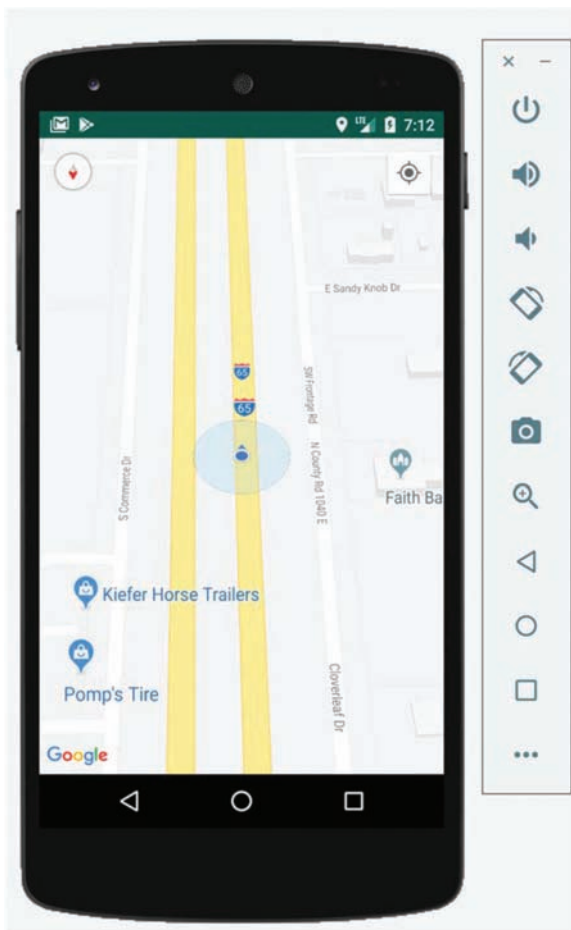 LTE 7:12
E Sandy Knob Dr
65
65
SW Frontage Rd
N County Rd 1040 E
S Commerce Dr
Faith Ba
Kiefer Horse Trailers
Pomp's Tire
Cloverleaf Dr
Google